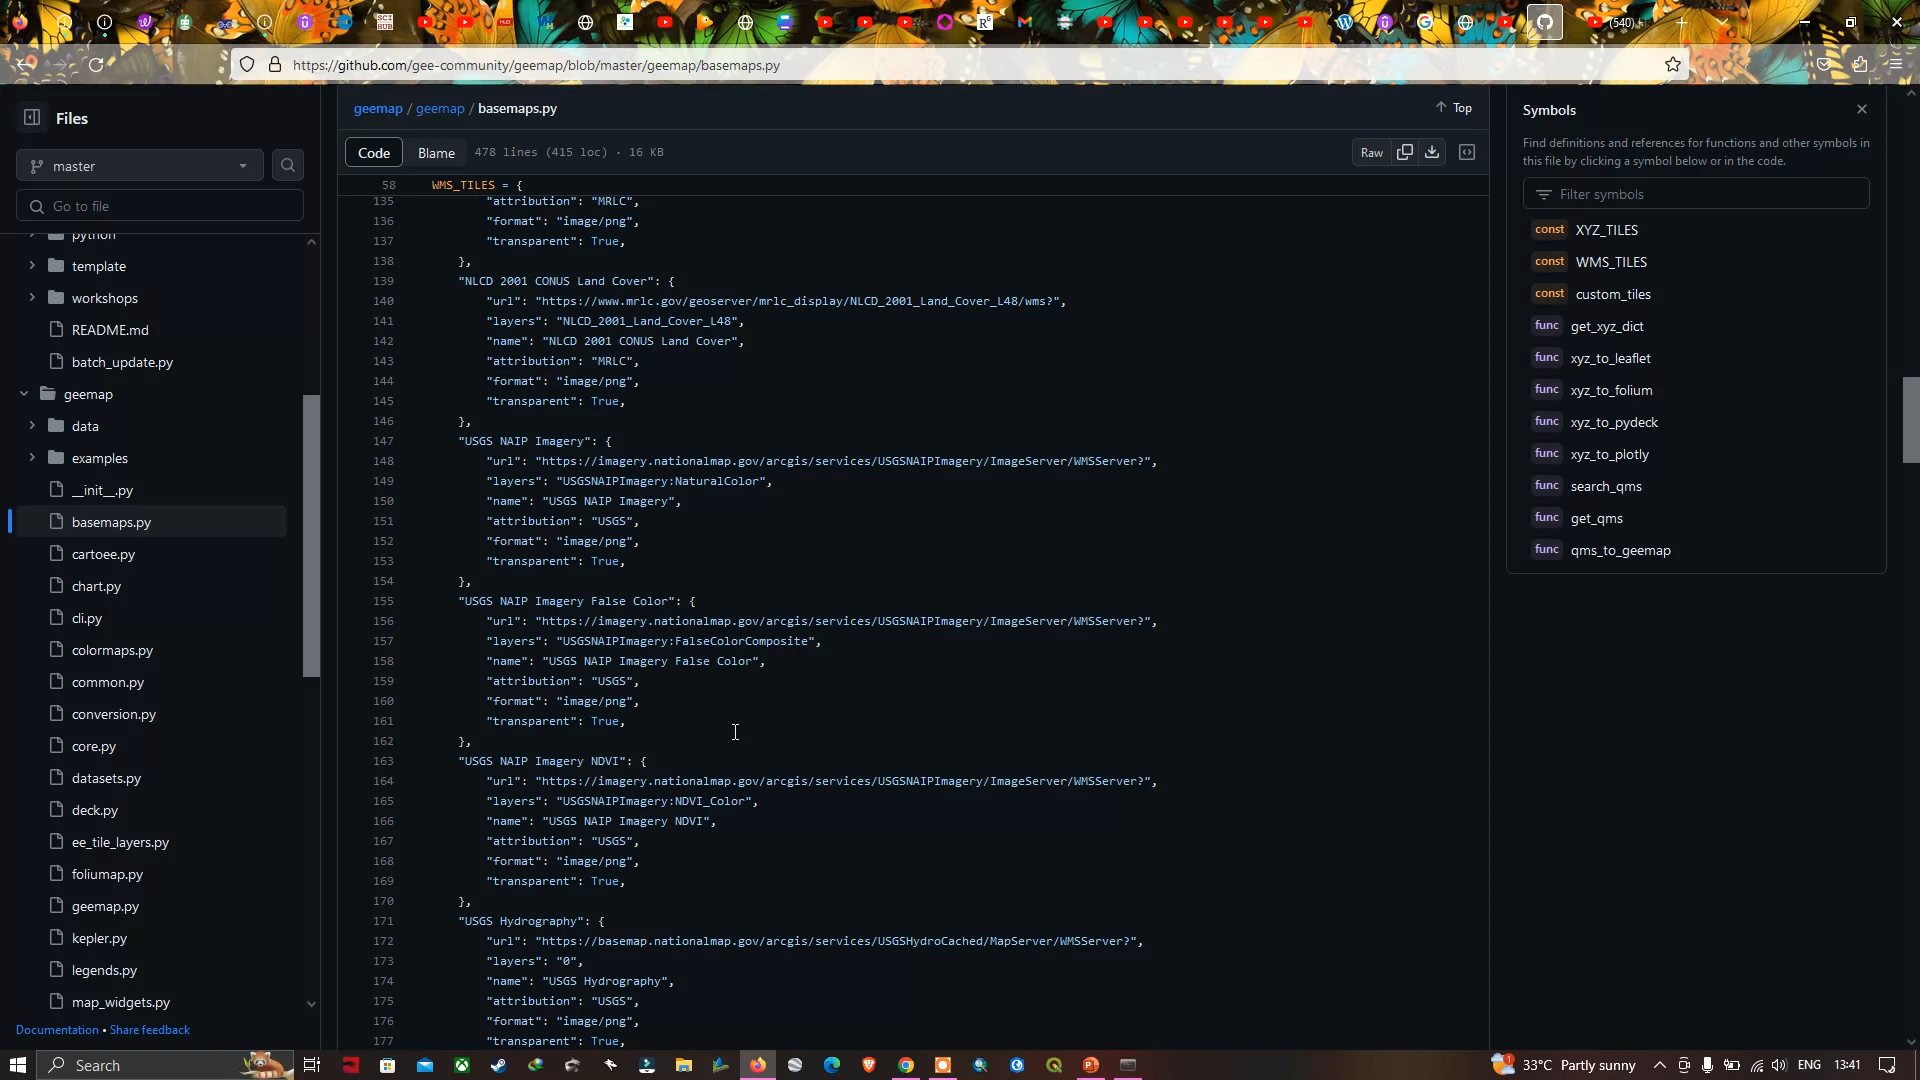 (540)
https://github.com/gee-community/geemap/blob/master/geemap/basemaps.py
Files
master
Go to file
python
template
workshops
README.md
batch_update.py
geemap
data
examples
__init__.py
basemaps.py
cartoee.py
chart.py
cli.py
colormaps.py
common.py
conversion.py
core.py
datasets.py
deck.py
ee_tile_layers.py
foliumap.py
geemap.py
kepler.py
legends.py
map_widgets.py
Documentation • Share feedback
geemap / geemap / basemaps.py
Top
Code Blame 478 lines (415 loc) · 16 KB
Raw
58 WMS_TILES = {
135 "attribution": "MRLC",
136 "format": "image/png",
137 "transparent": True,
138 },
139 "NLCD 2001 CONUS Land Cover": {
140 "url": "https://www.mrlc.gov/geoserver/mrlc_display/NLCD_2001_Land_Cover_L48/wms?",
141 "layers": "NLCD_2001_Land_Cover_L48",
142 "name": "NLCD 2001 CONUS Land Cover",
143 "attribution": "MRLC",
144 "format": "image/png",
145 "transparent": True,
146 },
147 "USGS NAIP Imagery": {
148 "url": "https://imagery.nationalmap.gov/arcgis/services/USGSNAIPImagery/ImageServer/WMSServer?",
149 "layers": "USGSNAIPImagery:NaturalColor",
150 "name": "USGS NAIP Imagery",
151 "attribution": "USGS",
152 "format": "image/png",
153 "transparent": True,
154 },
155 "USGS NAIP Imagery False Color": {
156 "url": "https://imagery.nationalmap.gov/arcgis/services/USGSNAIPImagery/ImageServer/WMSServer?",
157 "layers": "USGSNAIPImagery:FalseColorComposite",
158 "name": "USGS NAIP Imagery False Color",
159 "attribution": "USGS",
160 "format": "image/png",
161 "transparent": True,
162 },
163 "USGS NAIP Imagery NDVI": {
164 "url": "https://imagery.nationalmap.gov/arcgis/services/USGSNAIPImagery/ImageServer/WMSServer?",
165 "layers": "USGSNAIPImagery:NDVI_Color",
166 "name": "USGS NAIP Imagery NDVI",
167 "attribution": "USGS",
168 "format": "image/png",
169 "transparent": True,
170 },
171 "USGS Hydrography": {
172 "url": "https://basemap.nationalmap.gov/arcgis/services/USGSHydroCached/MapServer/WMSServer?",
173 "layers": "0",
174 "name": "USGS Hydrography",
175 "attribution": "USGS",
176 "format": "image/png",
177 "transparent": True,
Symbols
Find definitions and references for functions and other symbols in
this file by clicking a symbol below or in the code.
Filter symbols
const XYZ_TILES
const WMS_TILES
const custom_tiles
func get_xyz_dict
func xyz_to_leaflet
func xyz_to_folium
func xyz_to_pydeck
func xyz_to_plotly
func search_qms
func get_qms
func qms_to_geemap
Search
33°C Partly sunny
ENG 13:41